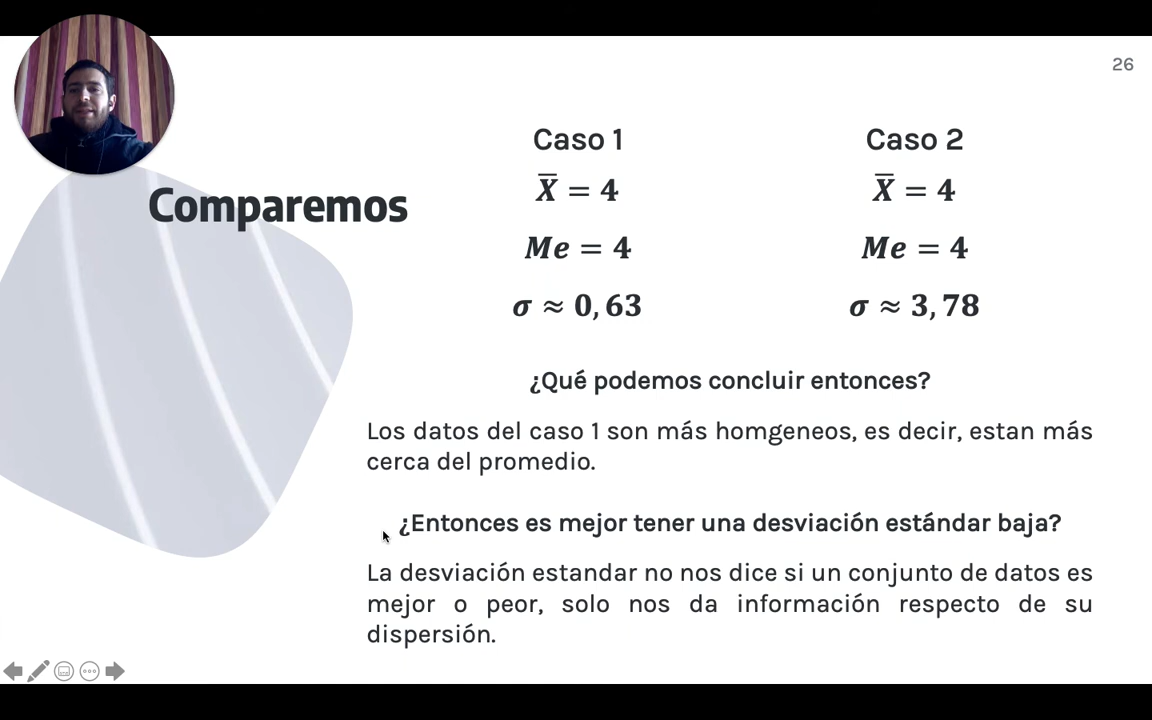 26
Comparemos
Caso 1
X̅ = 4
Me = 4
σ ≈ 0, 63
Caso 2
X̅ = 4
Me = 4
σ ≈ 3, 78
¿Qué podemos concluir entonces?
Los datos del caso 1 son más homgeneos, es decir, estan más
cerca del promedio.
¿Entonces es mejor tener una desviación estándar baja?
La desviación estandar no nos dice si un conjunto de datos es
mejor o peor, solo nos da información respecto de su
dispersión.